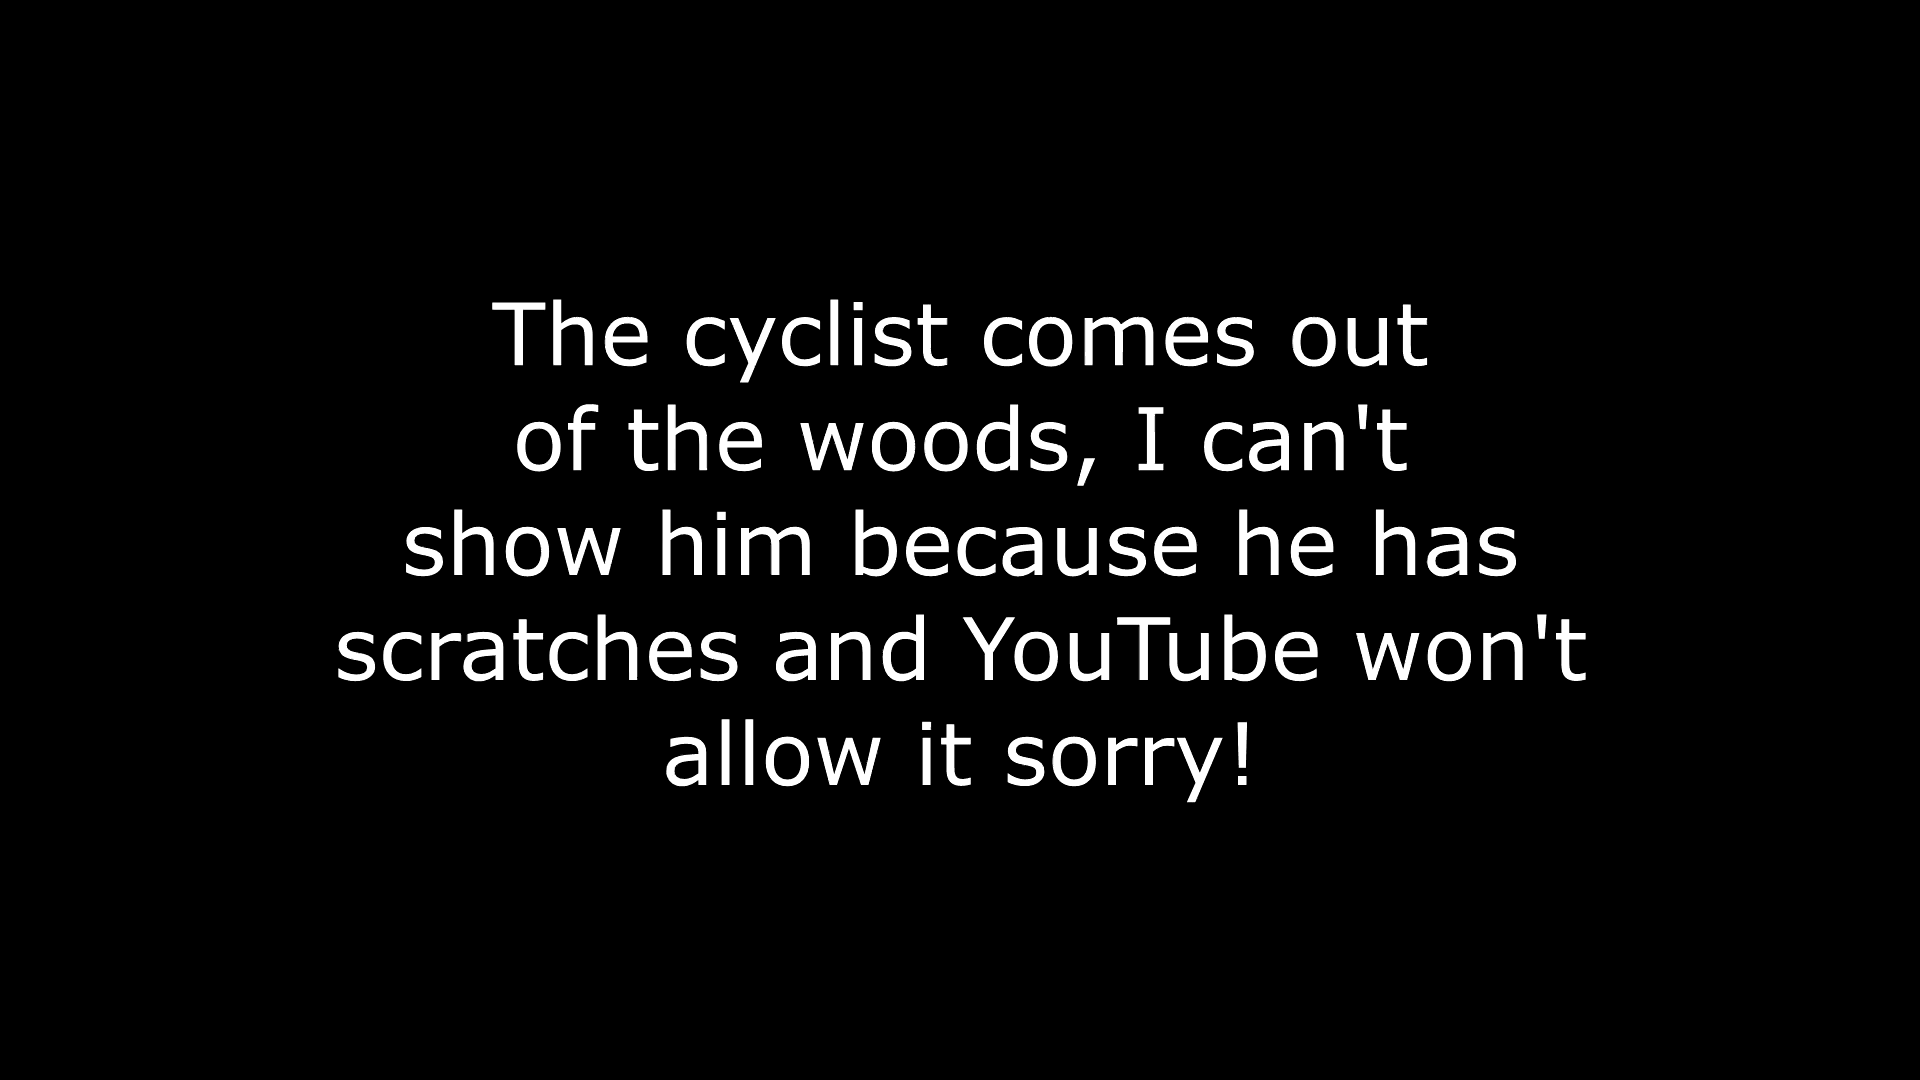 The cyclist comes out
of the woods, I can't
show him because he has
scratches and YouTube won't
allow it sorry!